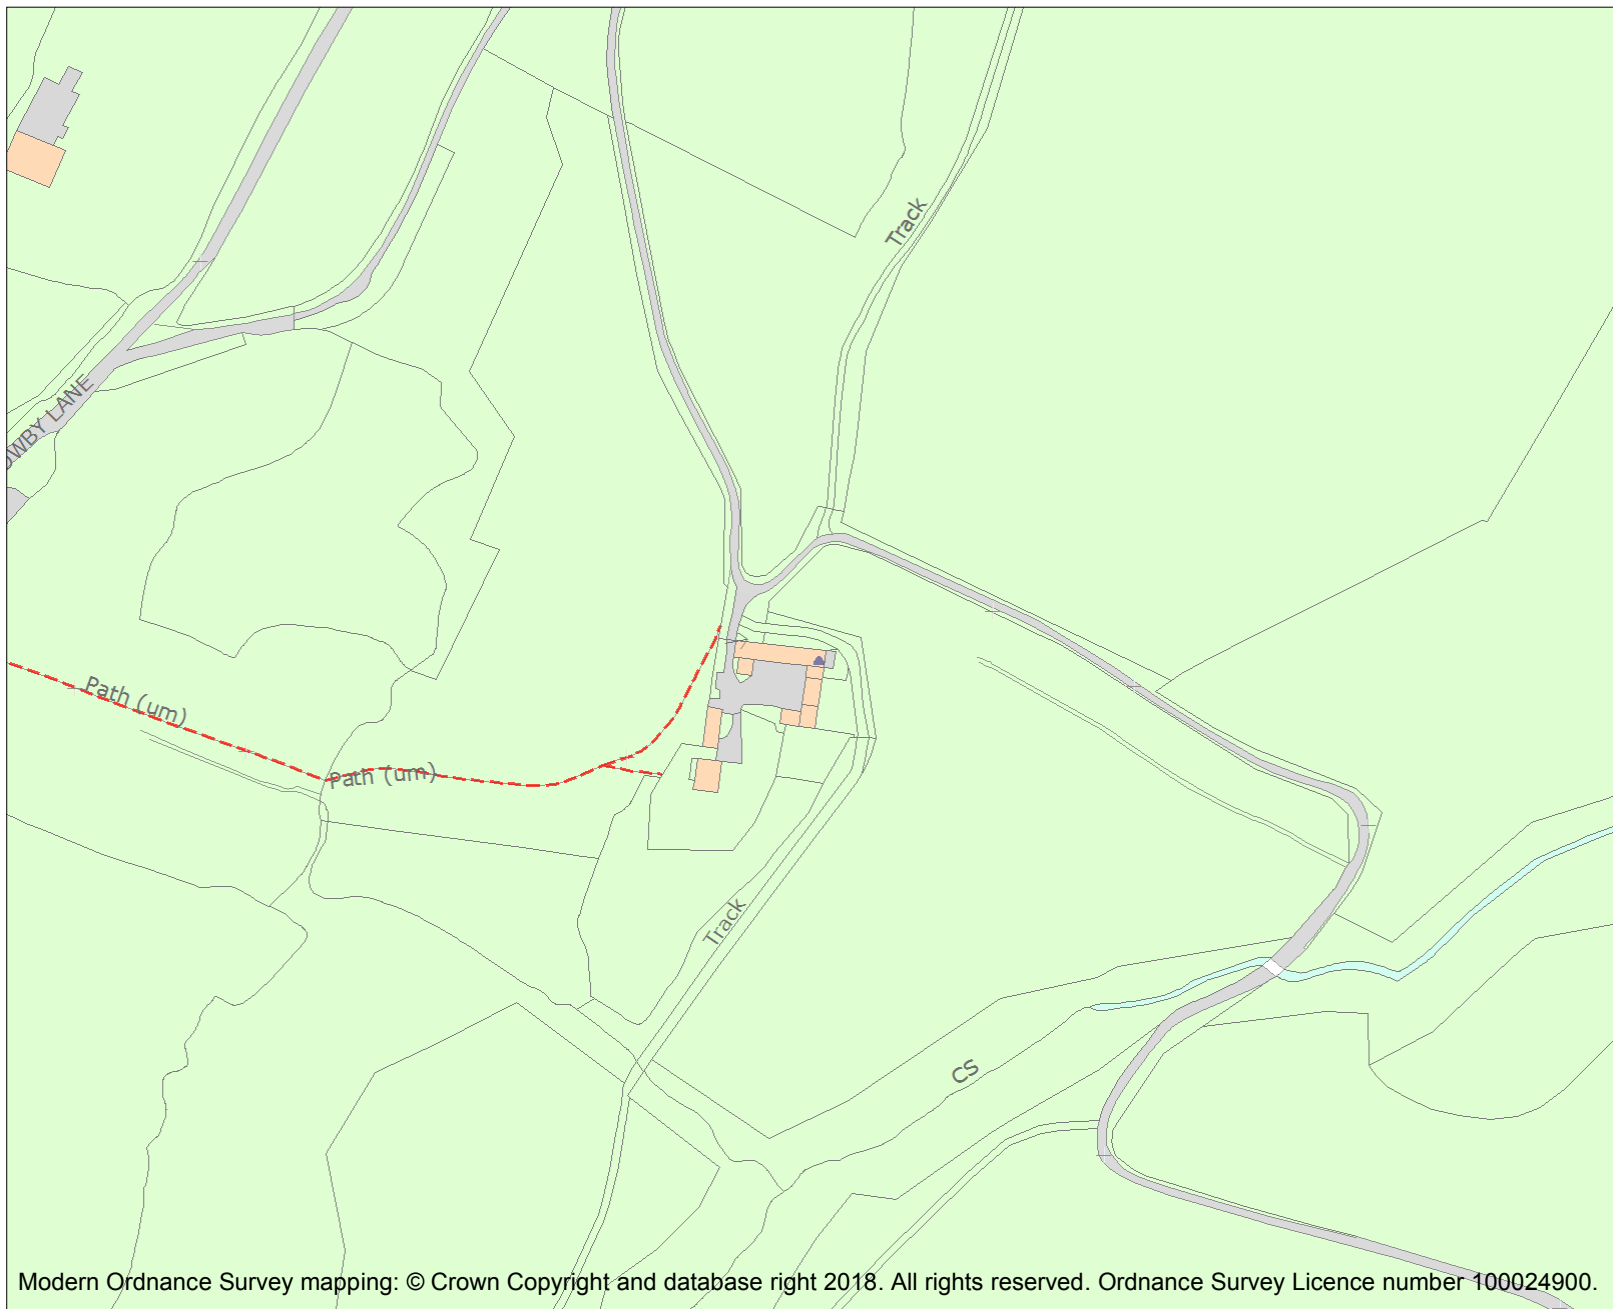 Track
OWBY LANE
Path (um)
Path (um)
Track
CS
Modern Ordnance Survey mapping: © Crown Copyright and database right 2018. All rights reserved. Ordnance Survey Licence number 100024900.